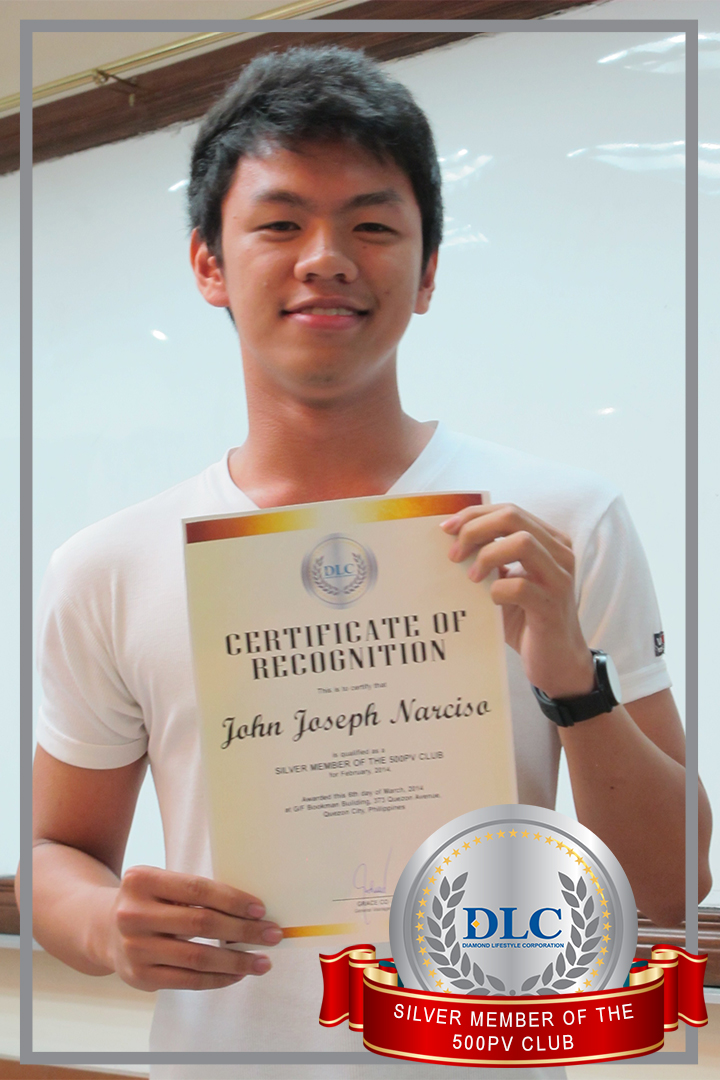 DLC
CERTIFICATE OF
RECOGNITION
This is to certify that
John Joseph Narciso
is qualified as a
SILVER MEMBER OF THE 500PV CLUB
for February, 2014.
Awarded this 6th day of March, 2014
at G/F Bookman Building, 373 Quezon Avenue,
Quezon City, Philippines
GRACE CO
General
DLC
DIAMOND LIFESTYLE CORPORATION
SILVER MEMBER OF THE
500PV CLUB